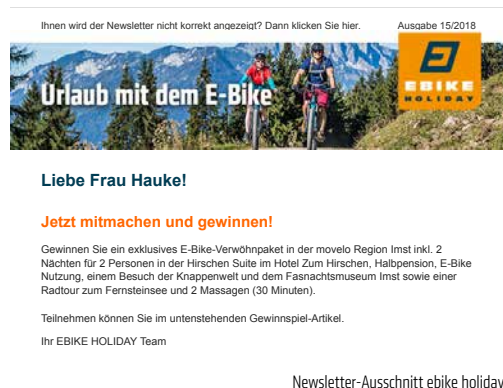 Ihnen wird der Newsletter nicht korrekt angezeigt? Dann klicken Sie hier. Ausgabe 15/2018
Urlaub mit dem E-Bike
E
EBIKE
HOLIDAY
Liebe Frau Hauke!
Jetzt mitmachen und gewinnen!
Gewinnen Sie ein exklusives E-Bike-Verwöhnpaket in der movelo Region Imst inkl. 2
Nächten für 2 Personen in der Hirschen Suite im Hotel Zum Hirschen, Halbpension, E-Bike
Nutzung, einem Besuch der Knappenwelt und dem Fasnachtsmuseum Imst sowie einer
Radtour zum Fernsteinsee und 2 Massagen (30 Minuten).
Teilnehmen können Sie im untenstehenden Gewinnspiel-Artikel.
Ihr EBIKE HOLIDAY Team
Newsletter-Ausschnitt ebike holiday